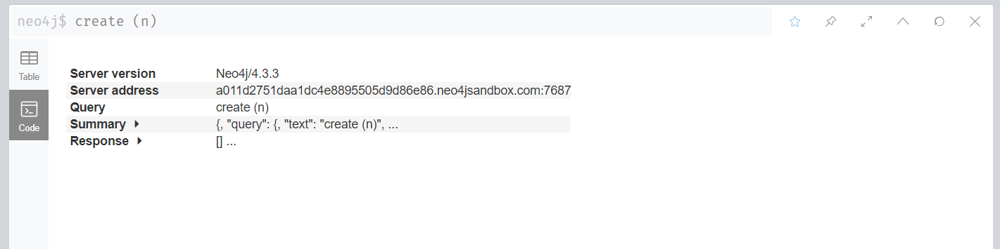 neo4j$ create (n)
Table
Code
Server version Neo4j/4.3.3
Server address a011d2751daa1dc4e8895505d9d86e86.neo4jsandbox.com:7687
Query create (n)
Summary {, "query": {, "text": "create (n)", ...
Response [] ...